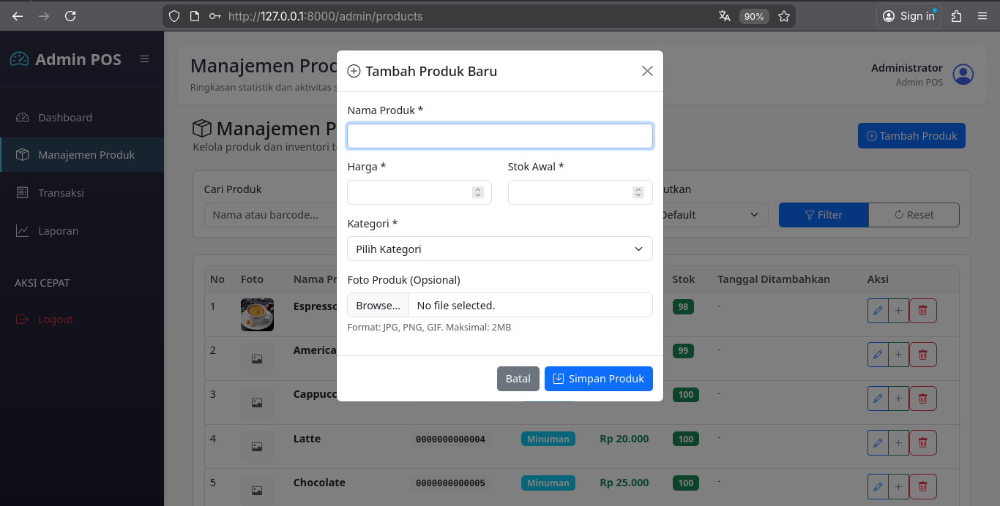 http://127.0.0.1:8000/admin/products
90%
Sign in
Admin POS
Dashboard
Manajemen Produk
Transaksi
Laporan
AKSI CEPAT
Logout
Manajemen Prod
Ringkasan statistik dan aktivitas s
Administrator
Admin POS
Manajemen P
Kelola produk dan inventori t
Tambah Produk
Cari Produk
utkan
Nama atau barcode...
Default
Filter
Reset
Tambah Produk Baru
Nama Produk *
Harga *
Stok Awal *
Kategori *
Pilih Kategori
Foto Produk (Opsional)
Browse...
No file selected.
Format: JPG, PNG, GIF. Maksimal: 2MB
Batal
Simpan Produk
No Foto Nama Pr Stok Tanggal Ditambahkan Aksi
1 Espresso 98 -
2 America 99 -
3 Cappucc 100 -
4 Latte 0000000000004 Minuman Rp 20.000 100 -
5 Chocolate 0000000000005 Minuman Rp 25.000 100 -